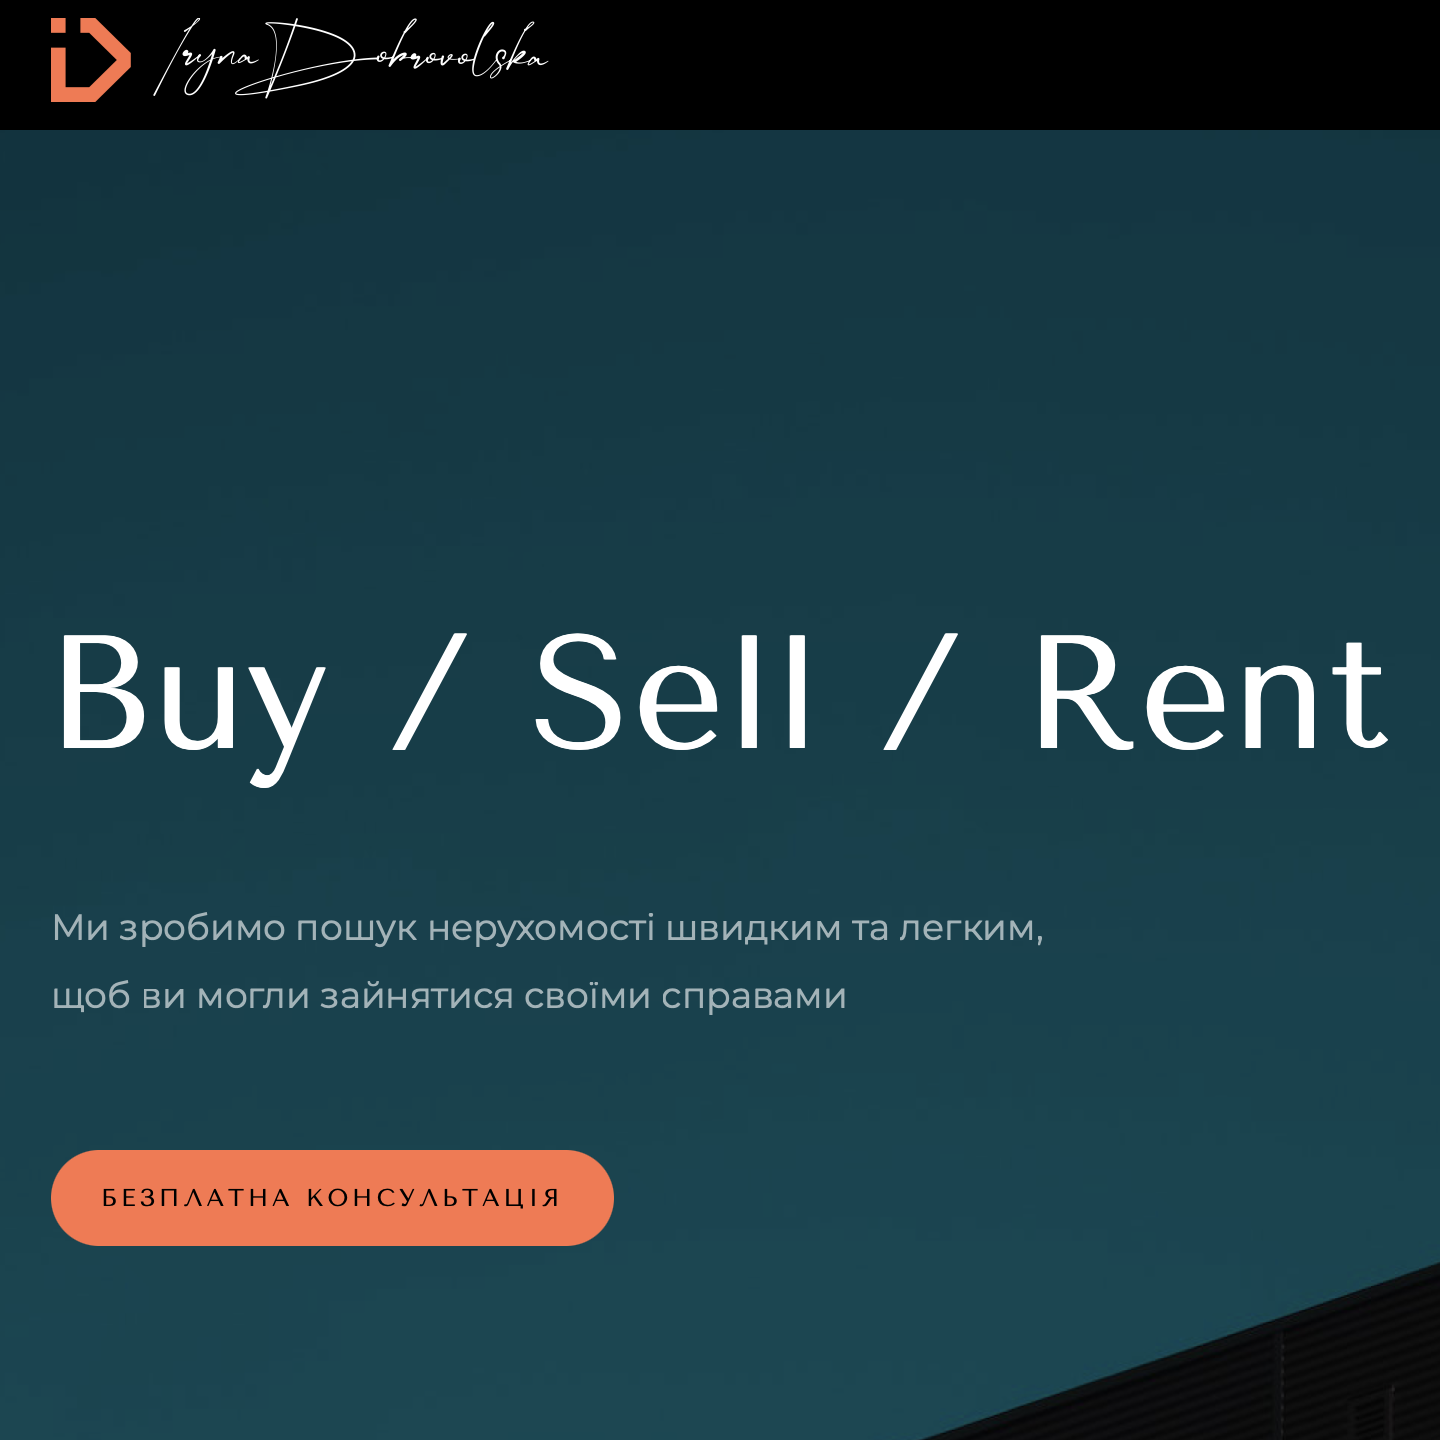 Iryna Dobrovolska
Buy / Sell / Rent
Ми зробимо пошук нерухомості швидким та легким,
щоб ви могли зайнятися своїми справами
БЕЗПЛАТНА КОНСУЛЬТАЦІЯ